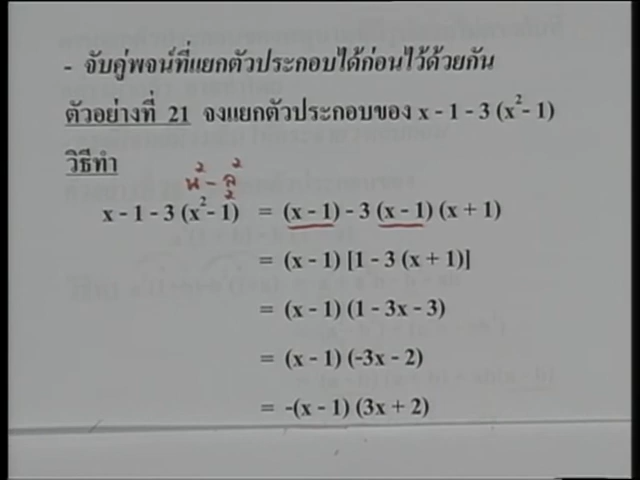 - จับคู่พจน์ที่แยกตัวประกอบได้ก่อนไว้ด้วยกัน
ตัวอย่างที่ 21 จงแยกตัวประกอบของ x - 1 - 3 (x² - 1)
วิธีทำ
น² - ล²
x - 1 - 3 (x² - 1²) = (x - 1) - 3 (x - 1) (x + 1)
= (x - 1) [1 - 3 (x + 1)]
= (x - 1) (1 - 3x - 3)
= (x - 1) (-3x - 2)
= -(x - 1) (3x + 2)